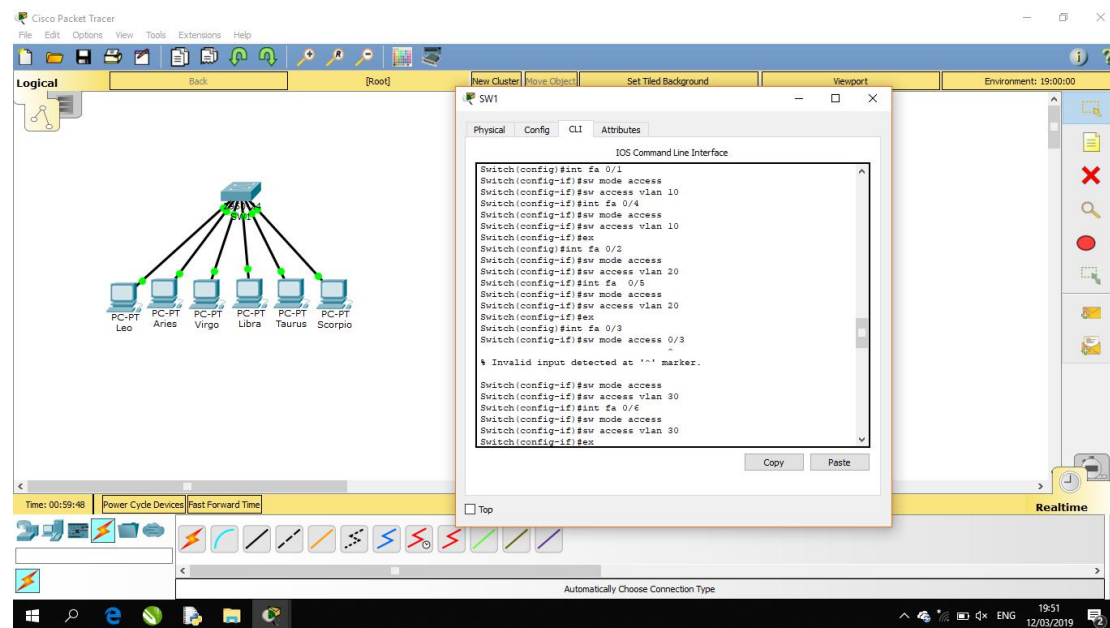 Cisco Packet Tracer
File Edit Options View Tools Extensions Help
Logical
Back
[Root]
New Cluster
Move Object
Set Tiled Background
Viewport
Environment: 19:00:00
SW1
Physical Config CLI Attributes
IOS Command Line Interface
Switch(config)#int fa 0/1
Switch(config-if)#sw mode access
Switch(config-if)#sw access vlan 10
Switch(config-if)#int fa 0/4
Switch(config-if)#sw mode access
Switch(config-if)#sw access vlan 10
Switch(config-if)#ex
Switch(config)#int fa 0/2
Switch(config-if)#sw mode access
Switch(config-if)#sw access vlan 20
Switch(config-if)#int fa  0/5
Switch(config-if)#sw mode access
Switch(config-if)#sw access vlan 20
Switch(config-if)#ex
Switch(config)#int fa 0/3
Switch(config-if)#sw mode access 0/3
^
% Invalid input detected at '^' marker.
Switch(config-if)#sw mode access
Switch(config-if)#sw access vlan 30
Switch(config-if)#int fa 0/6
Switch(config-if)#sw mode access
Switch(config-if)#sw access vlan 30
Switch(config-if)#ex
Copy Paste
Top
SW1
PC-PT
Leo
PC-PT
Aries
PC-PT
Virgo
PC-PT
Libra
PC-PT
Taurus
PC-PT
Scorpio
Time: 00:59:48
Power Cycle Devices
Fast Forward Time
Realtime
Automatically Choose Connection Type
ENG
19:51
12/03/2019